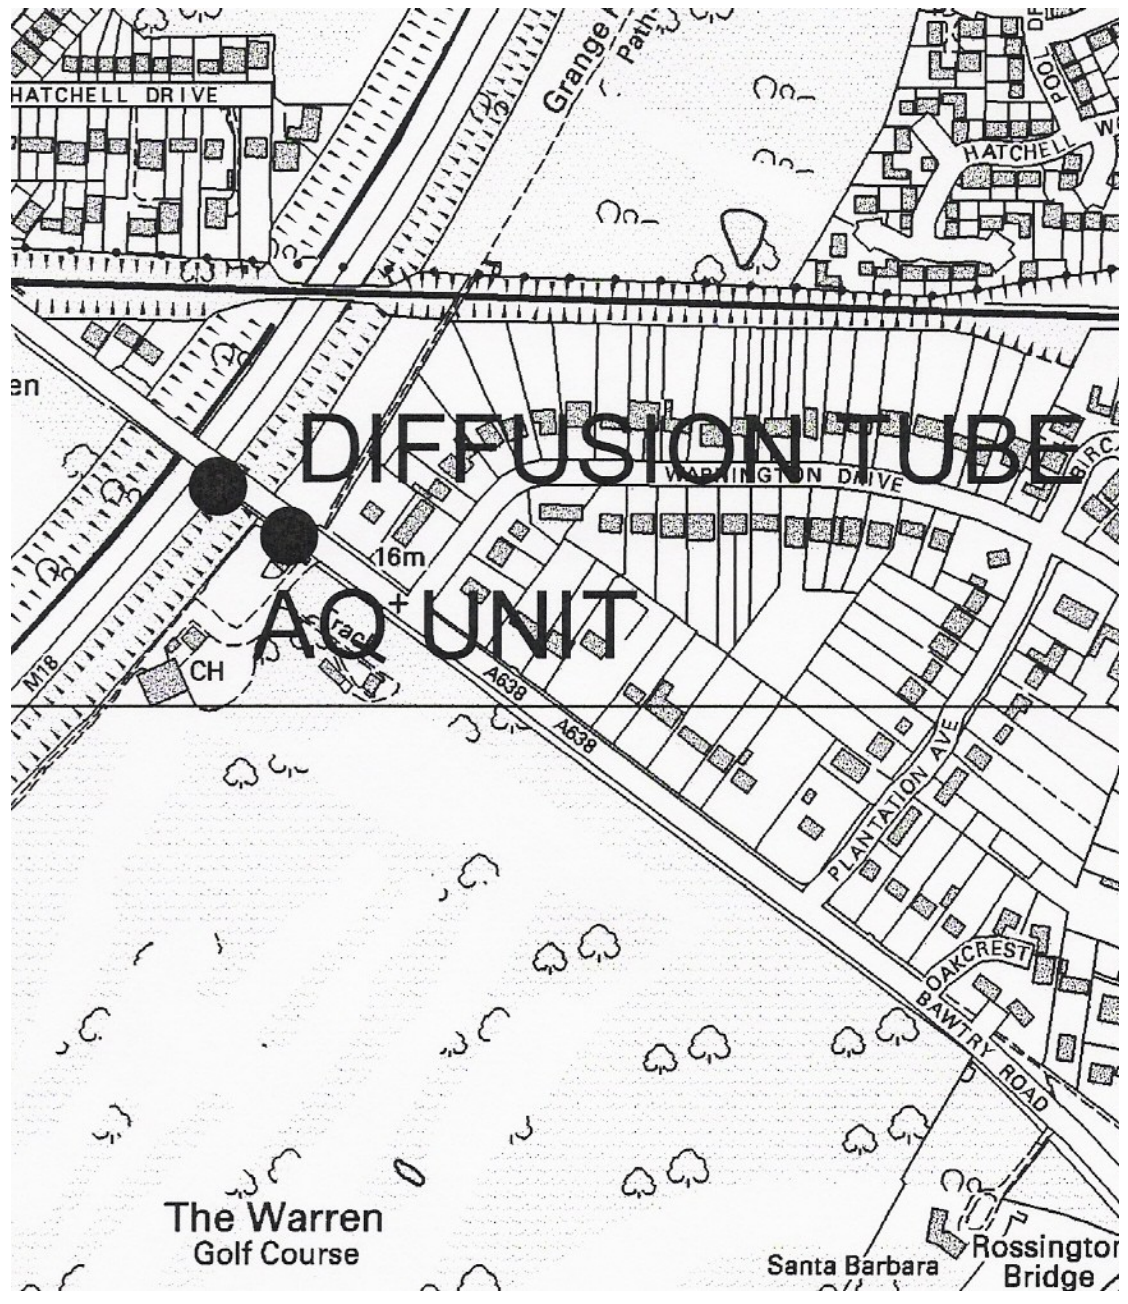 Grange
Path
HATCHELL DRIVE
POOL
HATCHELL
en
DIFFUSION TUBE
WARNINGTON DRIVE
16m
AQ+ UNIT
CH
M18
A638
A638
PLANTATION AVE
OAKCREST
BAWTRY ROAD
The Warren
Golf Course
Santa Barbara
Rossington
Bridge